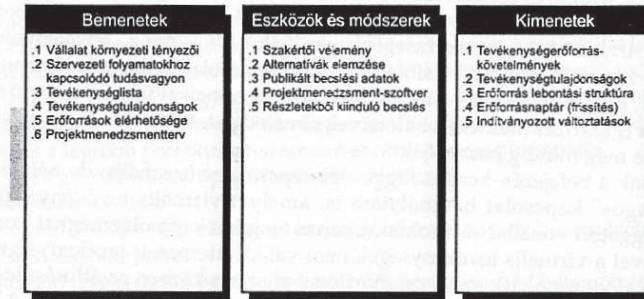 Bemenetek
.1 Vállalat környezeti tényezői
.2 Szervezeti folyamatokhoz
kapcsolódó tudásvagyon
.3 Tevékenységlista
.4 Tevékenységtulajdonságok
.5 Erőforrások elérhetősége
.6 Projektmenedzsmentterv
Eszközök és módszerek
.1 Szakértői vélemény
.2 Alternatívák elemzése
.3 Publikált becslési adatok
.4 Projektmenedzsment-szoftver
.5 Részletekből kiinduló becslés
Kimenetek
.1 Tevékenységerőforrás-
követelmények
.2 Tevékenységtulajdonságok
.3 Erőforrás lebontási struktúra
.4 Erőforrásnaptár (frissítés)
.5 Indítványozott változtatások